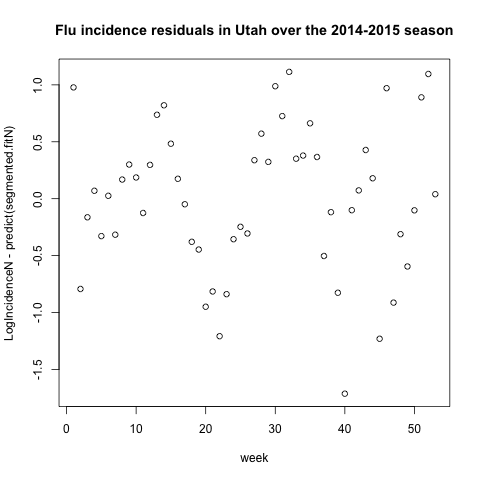 Flu incidence residuals in Utah over the 2014-2015 season
LogIncidenceN - predict(segmented.fitN)
1.0
0.5
0.0
-0.5
-1.0
-1.5
0 10 20 30 40 50
week